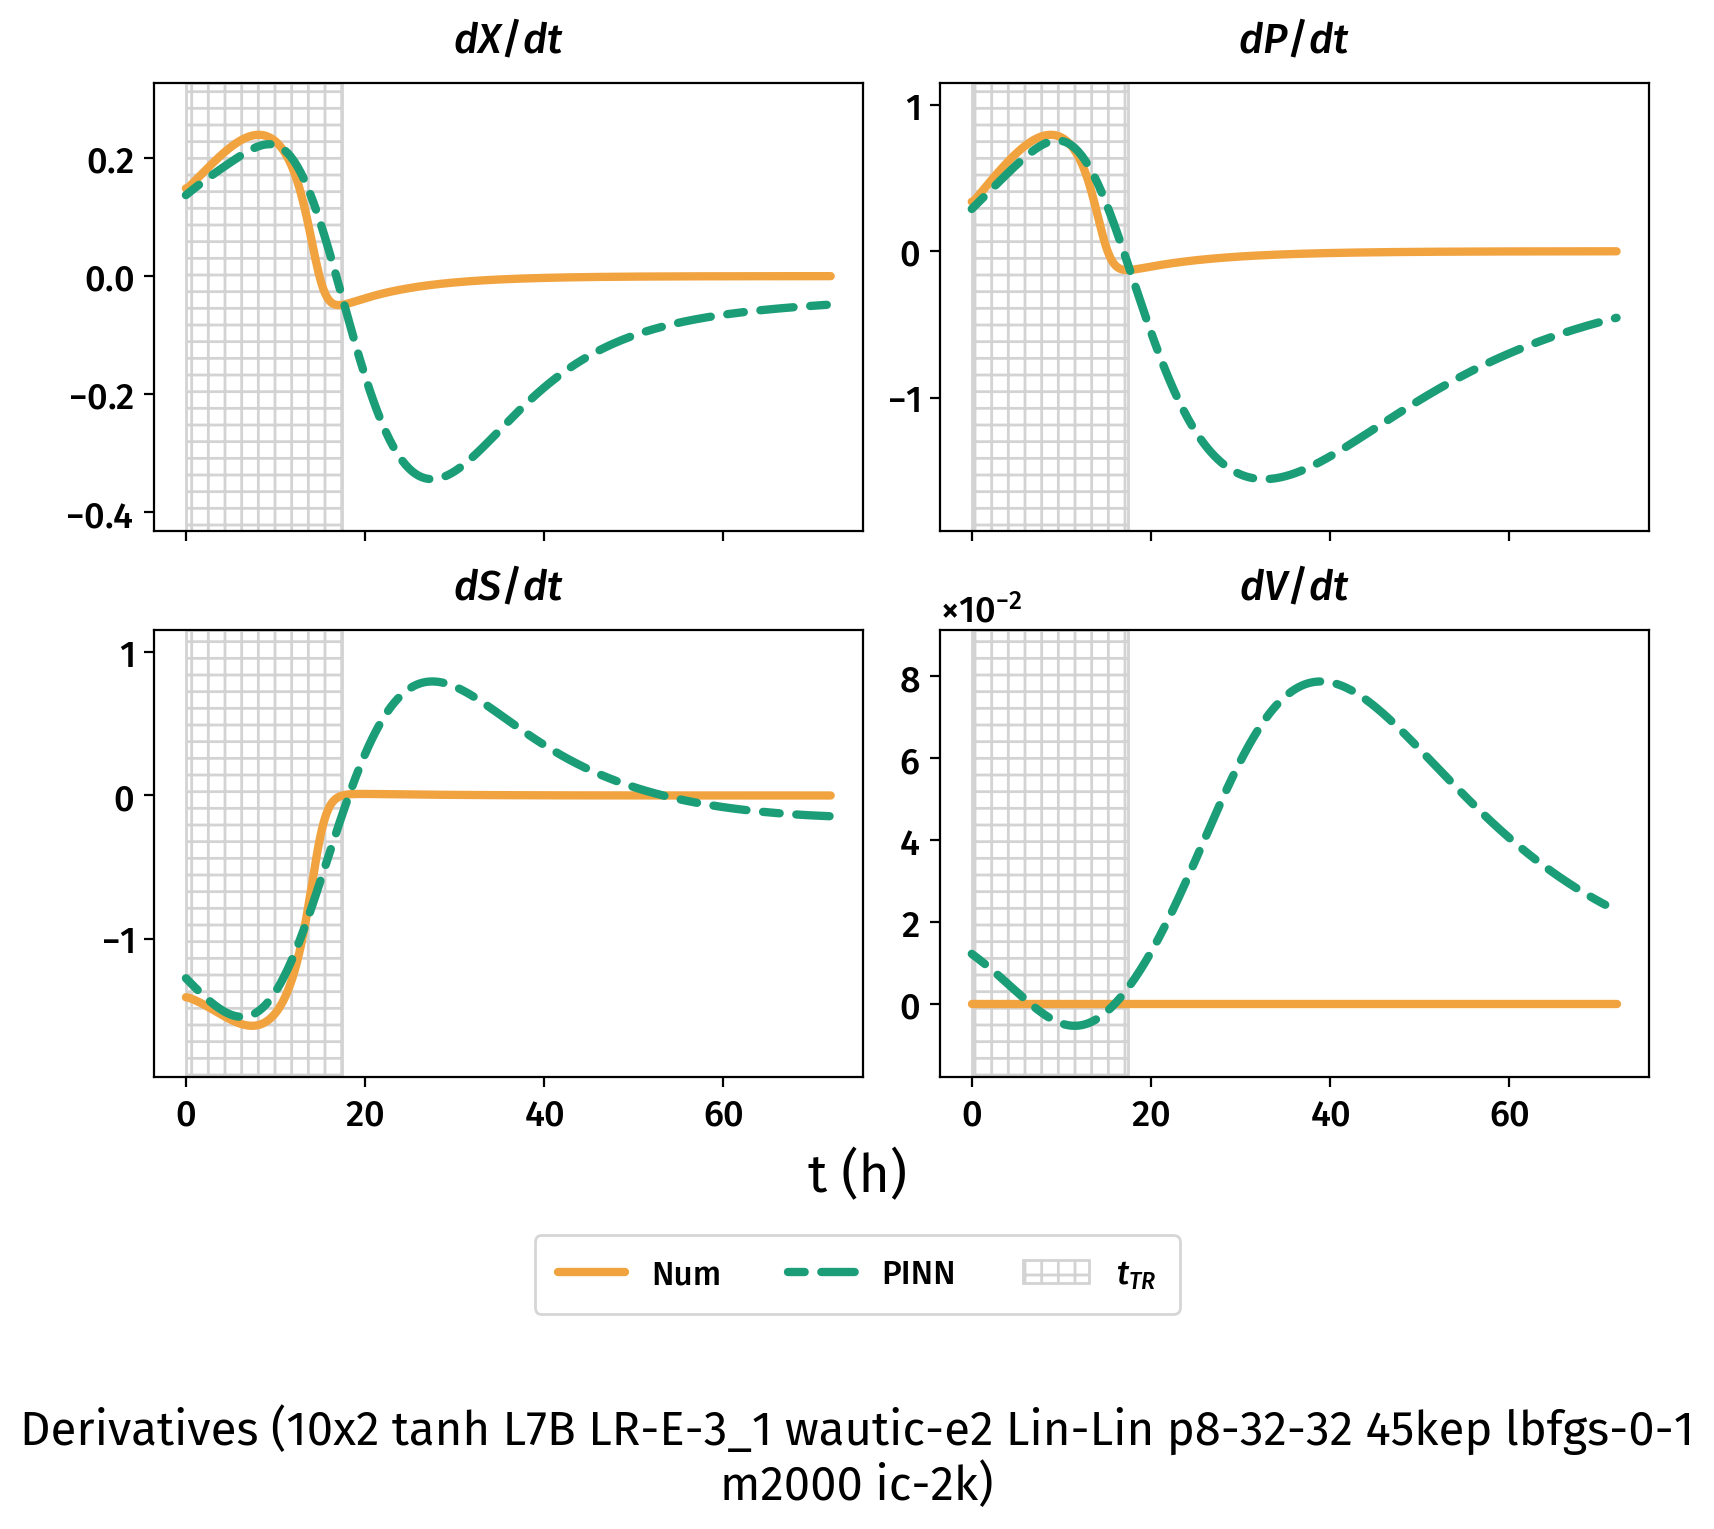 dX/dt
dP/dt
0.2
0.0
−0.2
−0.4
1
0
−1
dS/dt
dV/dt
×10⁻²
1
0
−1
8
6
4
2
0
0 20 40 60
0 20 40 60
t (h)
Num PINN t_TR
Derivatives (10x2 tanh L7B LR-E-3_1 wautic-e2 Lin-Lin p8-32-32 45kep lbfgs-0-1
m2000 ic-2k)